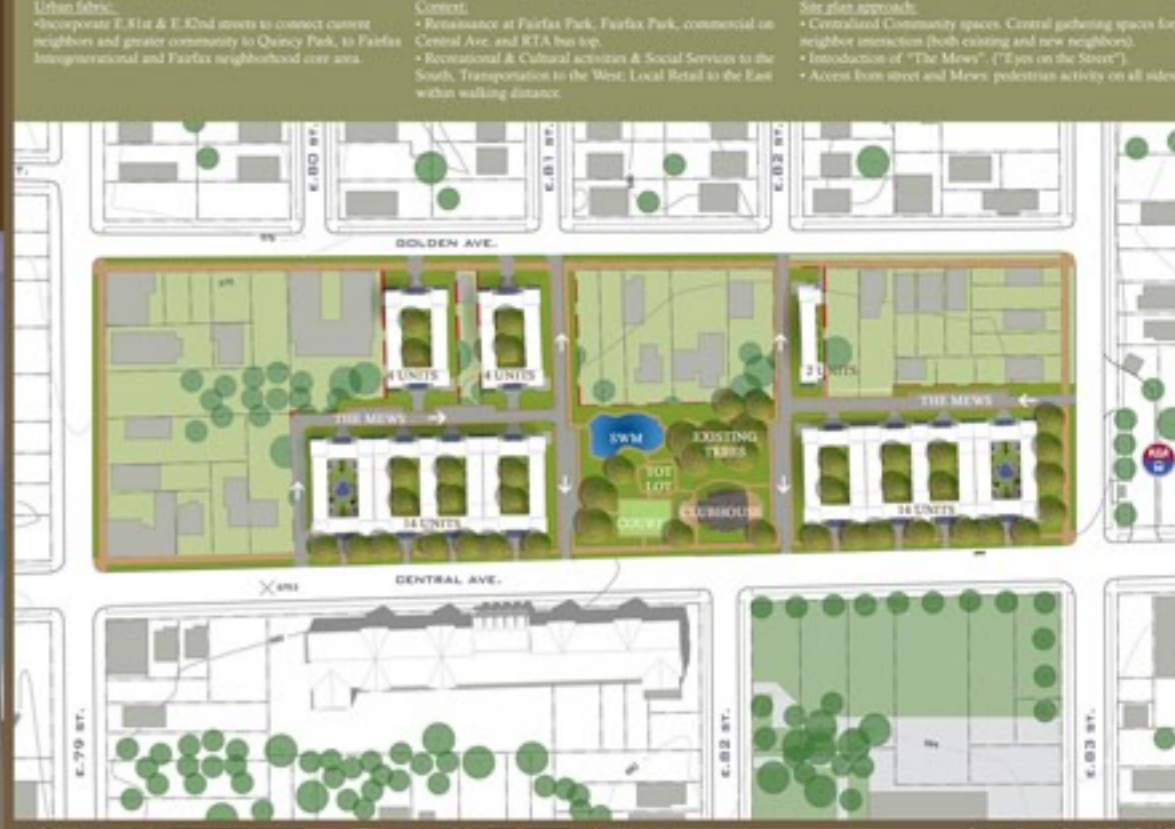 Urban fabric:
•Incorporate E.81st & E.82nd streets to connect current
neighbors and greater community to Quincy Park, to Fairfax
Intergenerational and Fairfax neighborhood core area.
Context:
• Renaissance at Fairfax Park, Fairfax Park, commercial on
Central Ave. and RTA bus top.
• Recreational & Cultural activities & Social Services to the
South, Transportation to the West; Local Retail to the East
within walking distance.
Site plan approach:
• Centralized Community spaces. Central gathering spaces fo
neighbor interaction (both existing and new neighbors).
• Introduction of "The Mews". ("Eyes on the Street").
• Access from street and Mews: pedestrian activity on all side
T.
E.80 ST.
E.81 ST.
E.82 ST.
GOLDEN AVE.
4 UNITS
4 UNITS
2 UNITS
THE MEWS
THE MEWS
SWM
EXISTING
TREES
TOT
LOT
COURT
CLUBHOUSE
14 UNITS
14 UNITS
CENTRAL AVE.
E.79 ST.
E.82 ST.
E.83 ST.